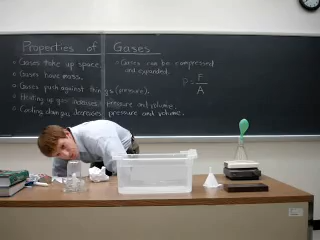 Properties of Gases
Gases take up space.
Gases have mass.
Gases push against things (pressure).
Heating up gas increases pressure and volume.
Cooling down gas decreases pressure and volume.
Gases can be compressed
and expanded.
P = F
A